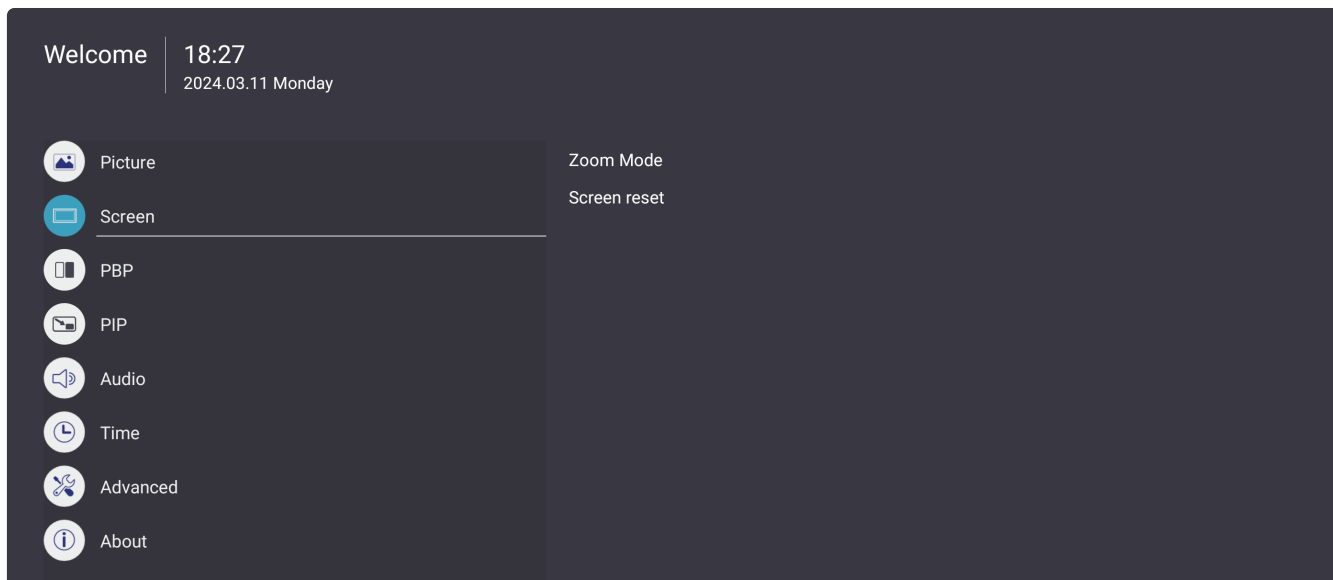 Welcome
18:27
2024.03.11 Monday
Picture
Screen
PBP
PIP
Audio
Time
Advanced
About
Zoom Mode
Screen reset